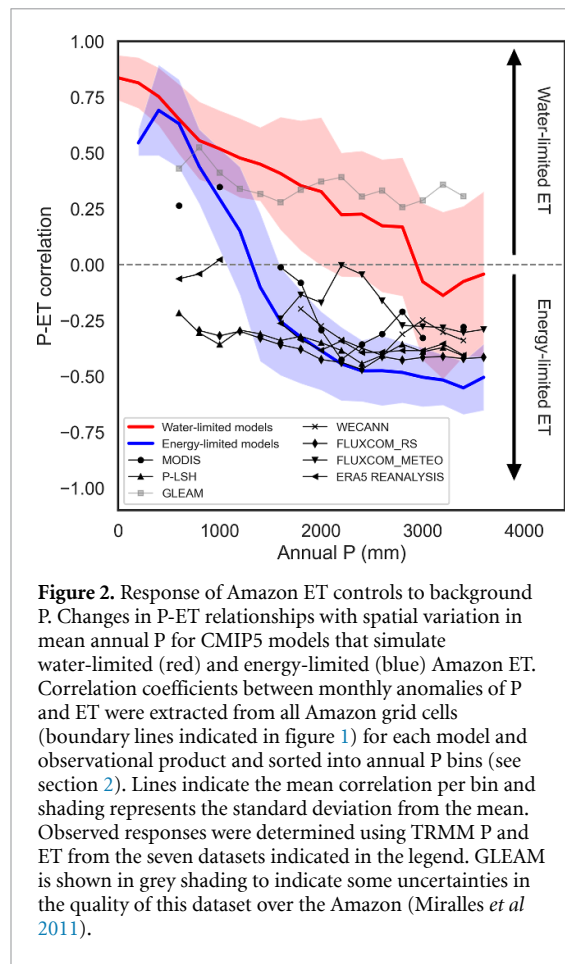 1.00
0.75
0.50
0.25
0.00
−0.25
−0.50
−0.75
−1.00
P-ET correlation
Water-limited ET
Energy-limited ET
Water-limited models
Energy-limited models
MODIS
P-LSH
GLEAM
WECANN
FLUXCOM_RS
FLUXCOM_METEO
ERA5 REANALYSIS
0 1000 2000 3000 4000
Annual P (mm)
Figure 2. Response of Amazon ET controls to background
P. Changes in P-ET relationships with spatial variation in
mean annual P for CMIP5 models that simulate
water-limited (red) and energy-limited (blue) Amazon ET.
Correlation coefficients between monthly anomalies of P
and ET were extracted from all Amazon grid cells
(boundary lines indicated in figure 1) for each model and
observational product and sorted into annual P bins (see
section 2). Lines indicate the mean correlation per bin and
shading represents the standard deviation from the mean.
Observed responses were determined using TRMM P and
ET from the seven datasets indicated in the legend. GLEAM
is shown in grey shading to indicate some uncertainties in
the quality of this dataset over the Amazon (Miralles et al
2011).